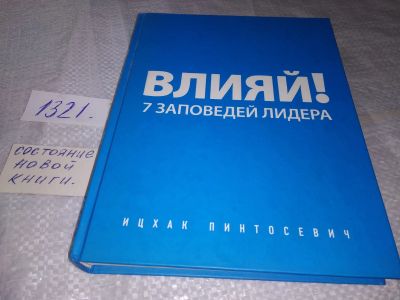 ВЛИЯЙ!
7 ЗАПОВЕДЕЙ ЛИДЕРА
ИЦХАК ПИНТОСЕВИЧ
1321.
состояние
новой
книги.